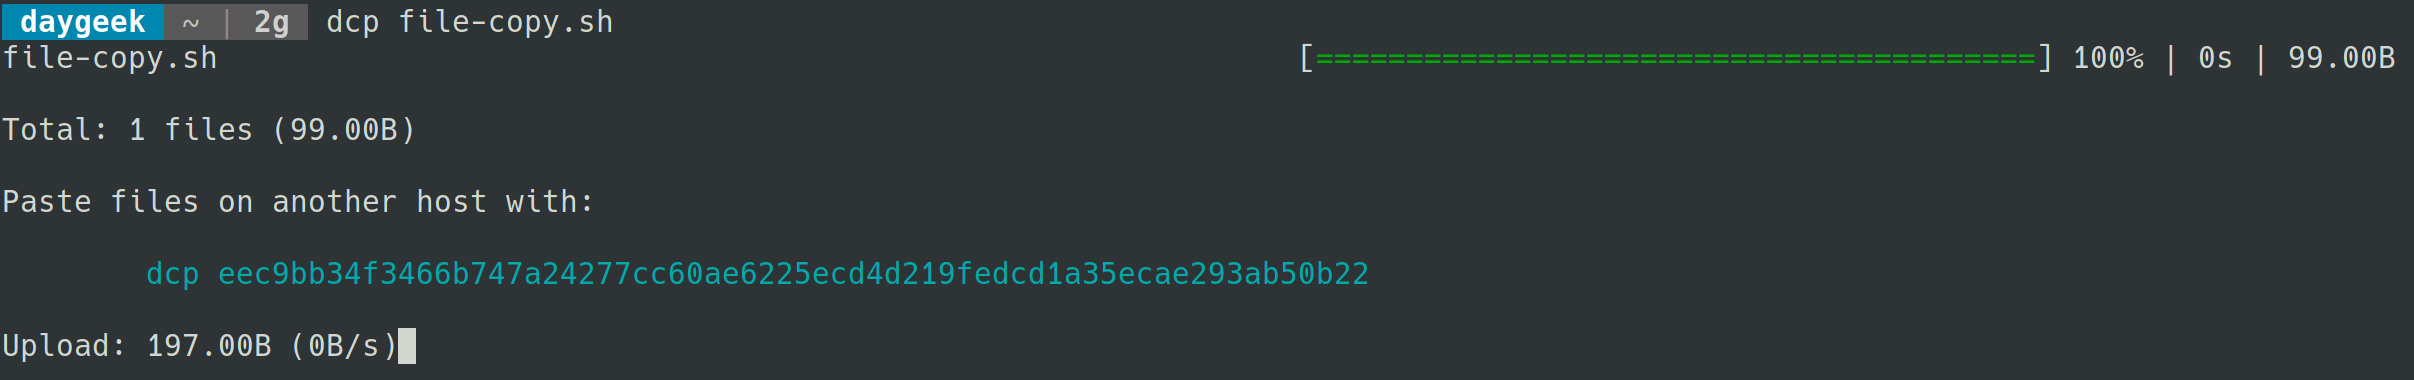 daygeek ~ | 2g dcp file-copy.sh
file-copy.sh [========================================] 100% | 0s | 99.00B
Total: 1 files (99.00B)
Paste files on another host with:
dcp eec9bb34f3466b747a24277cc60ae6225ecd4d219fedcd1a35ecae293ab50b22
Upload: 197.00B (0B/s)